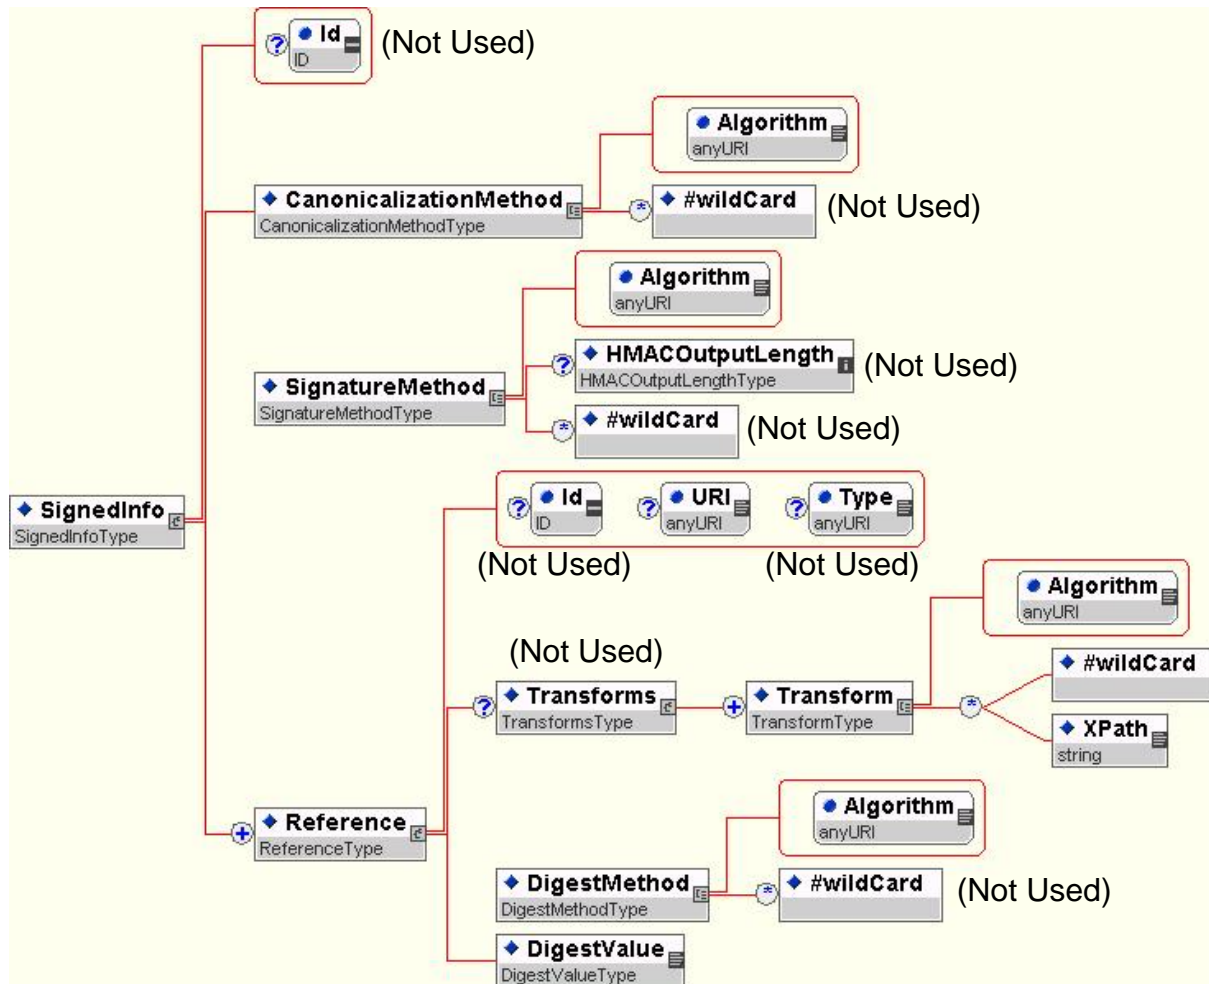 Id
ID
(Not Used)
Algorithm
anyURI
CanonicalizationMethod
CanonicalizationMethodType
#wildCard
(Not Used)
Algorithm
anyURI
HMACOutputLength
HMACOutputLengthType
(Not Used)
SignatureMethod
SignatureMethodType
#wildCard
(Not Used)
SignedInfo
SignedInfoType
Id
ID
URI
anyURI
Type
anyURI
(Not Used)
(Not Used)
Algorithm
anyURI
(Not Used)
Transforms
TransformsType
Transform
TransformType
#wildCard
XPath
string
Reference
ReferenceType
Algorithm
anyURI
DigestMethod
DigestMethodType
#wildCard
(Not Used)
DigestValue
DigestValueType